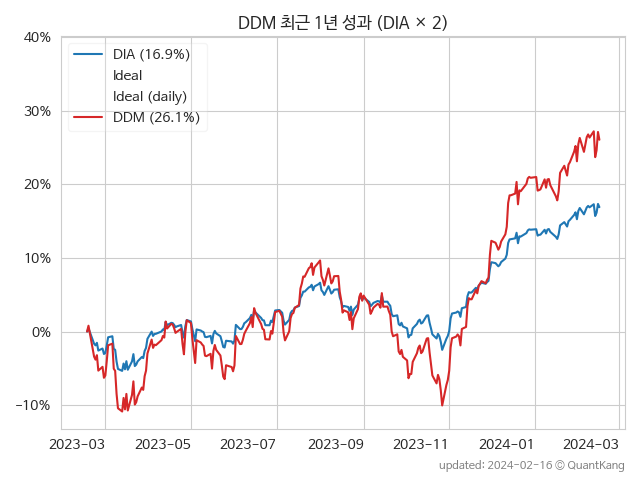 DDM 최근 1년 성과 (DIA × 2)
40%
30%
20%
10%
0%
−10%
DIA (16.9%)
Ideal
Ideal (daily)
DDM (26.1%)
2023-03 2023-05 2023-07 2023-09 2023-11 2024-01 2024-03
updated: 2024-02-16 © QuantKang